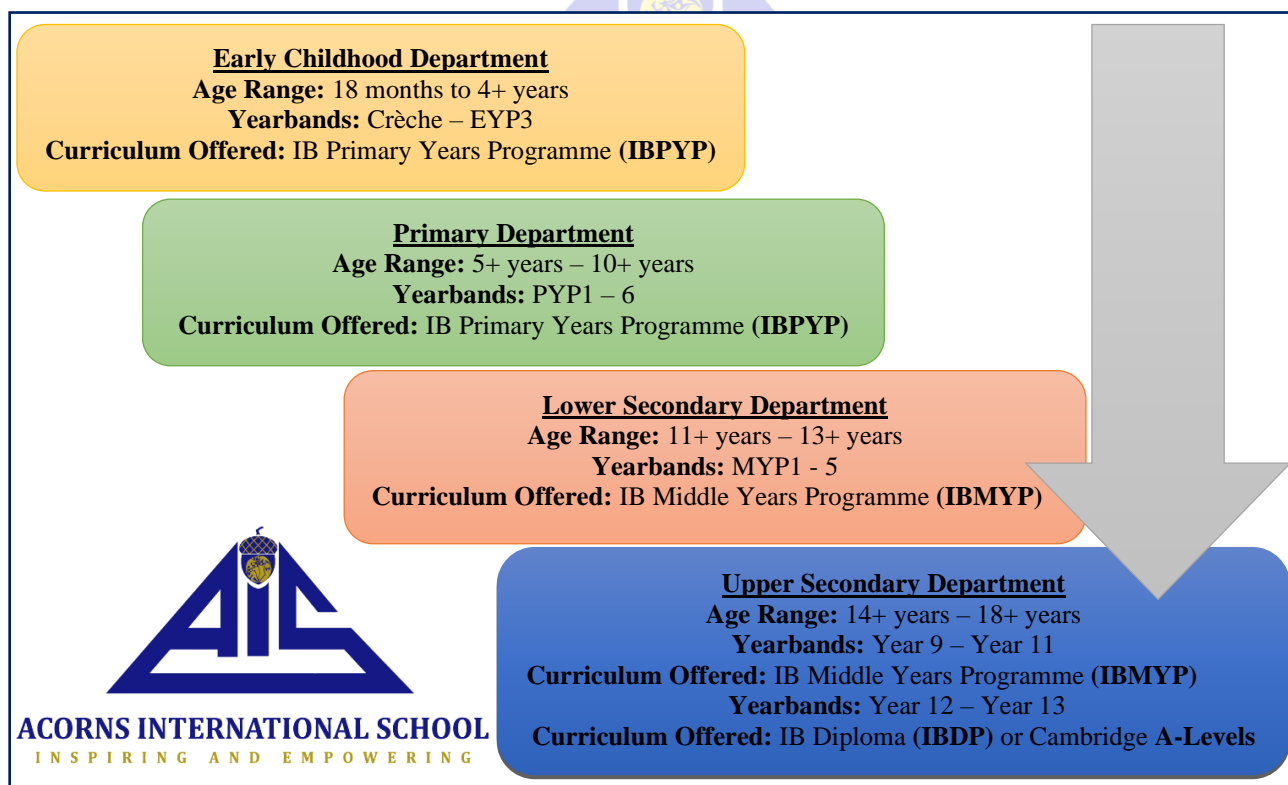 Early Childhood Department
Age Range: 18 months to 4+ years
Yearbands: Crèche – EYP3
Curriculum Offered: IB Primary Years Programme (IBPYP)
Primary Department
Age Range: 5+ years – 10+ years
Yearbands: PYP1 – 6
Curriculum Offered: IB Primary Years Programme (IBPYP)
Lower Secondary Department
Age Range: 11+ years – 13+ years
Yearbands: MYP1 - 5
Curriculum Offered: IB Middle Years Programme (IBMYP)
Upper Secondary Department
Age Range: 14+ years – 18+ years
Yearbands: Year 9 – Year 11
Curriculum Offered: IB Middle Years Programme (IBMYP)
Yearbands: Year 12 – Year 13
Curriculum Offered: IB Diploma (IBDP) or Cambridge A-Levels
AiS
ACORNS INTERNATIONAL SCHOOL
INSPIRING AND EMPOWERING